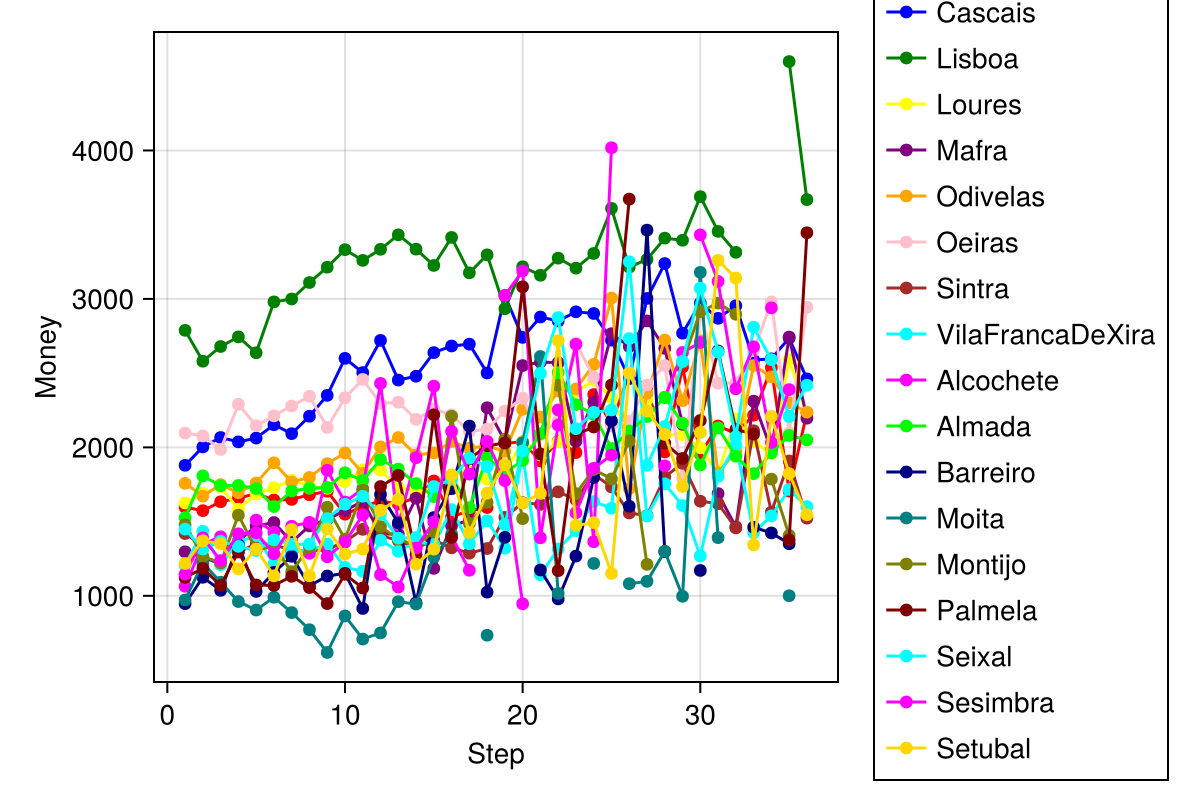 Cascais
Lisboa
Loures
Mafra
Odivelas
Oeiras
Sintra
VilaFrancaDeXira
Alcochete
Almada
Barreiro
Moita
Montijo
Palmela
Seixal
Sesimbra
Setubal
Money
4000
3000
2000
1000
0 10 20 30
Step